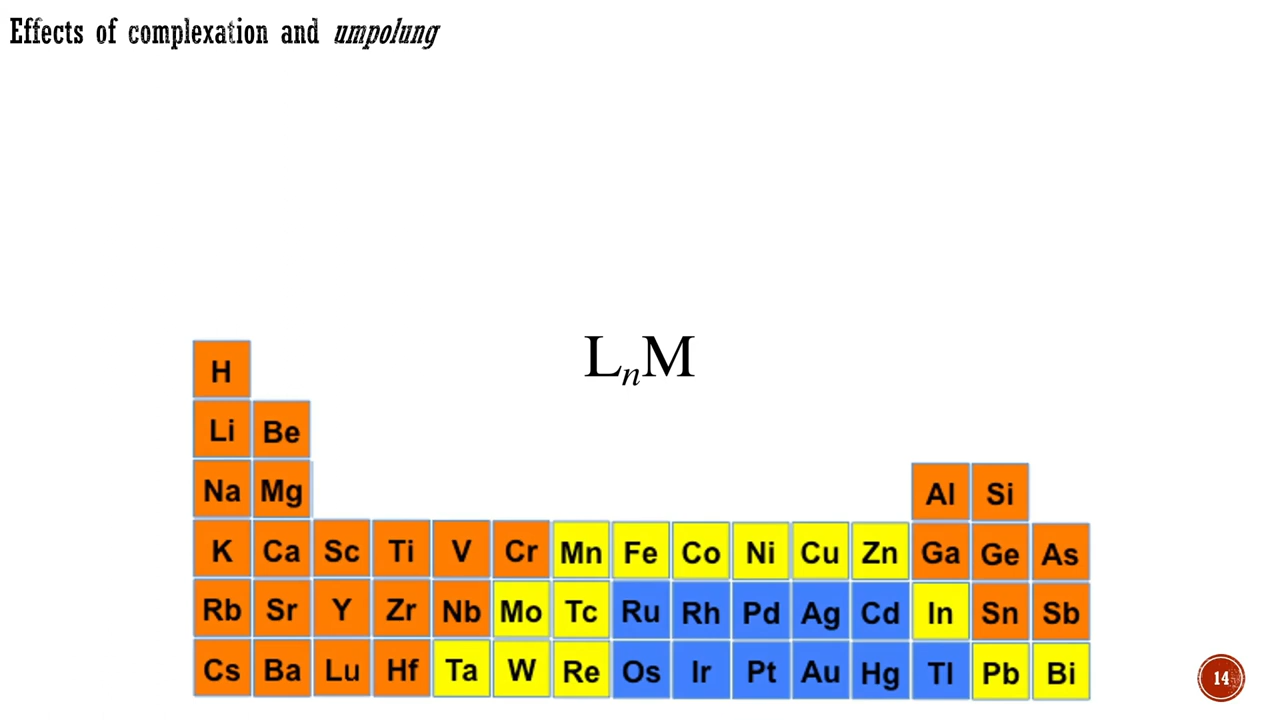 Effects of complexation and umpolung
LnM
H
Li Be
Na Mg Al Si
K Ca Sc Ti V Cr Mn Fe Co Ni Cu Zn Ga Ge As
Rb Sr Y Zr Nb Mo Tc Ru Rh Pd Ag Cd In Sn Sb
Cs Ba Lu Hf Ta W Re Os Ir Pt Au Hg Tl Pb Bi
14